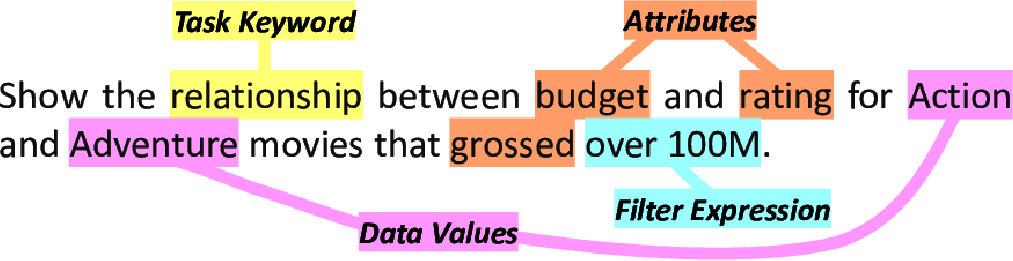 Task Keyword Attributes
Show the relationship between budget and rating for Action
and Adventure movies that grossed over 100M.
Filter Expression
Data Values